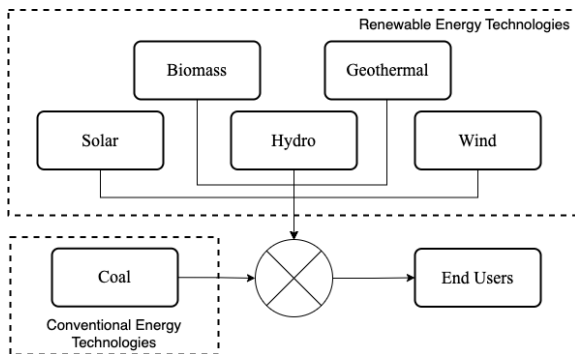 Renewable Energy Technologies
Biomass
Geothermal
Solar
Hydro
Wind
Coal
End Users
Conventional Energy
Technologies